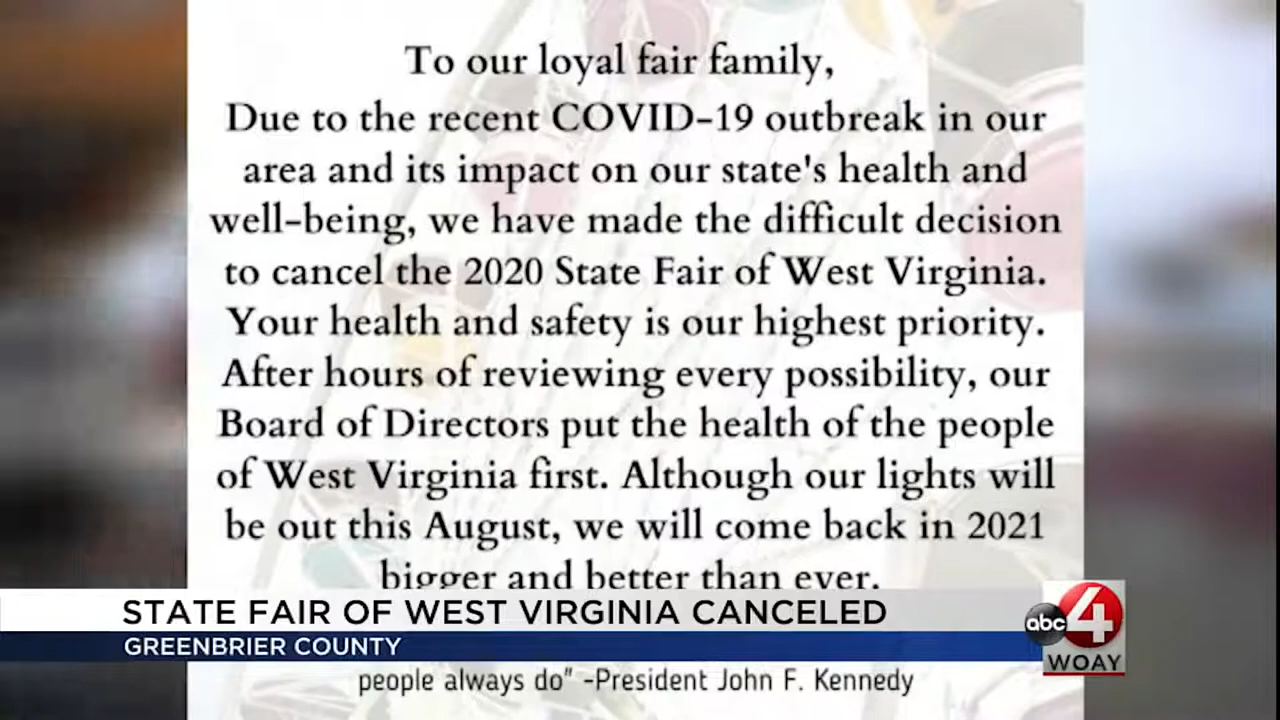 To our loyal fair family,
Due to the recent COVID-19 outbreak in our
area and its impact on our state's health and
well-being, we have made the difficult decision
to cancel the 2020 State Fair of West Virginia.
Your health and safety is our highest priority.
After hours of reviewing every possibility, our
Board of Directors put the health of the people
of West Virginia first. Although our lights will
be out this August, we will come back in 2021
bigger and better than ever.
STATE FAIR OF WEST VIRGINIA CANCELED
GREENBRIER COUNTY
abc 4
WOAY
people always do" -President John F. Kennedy